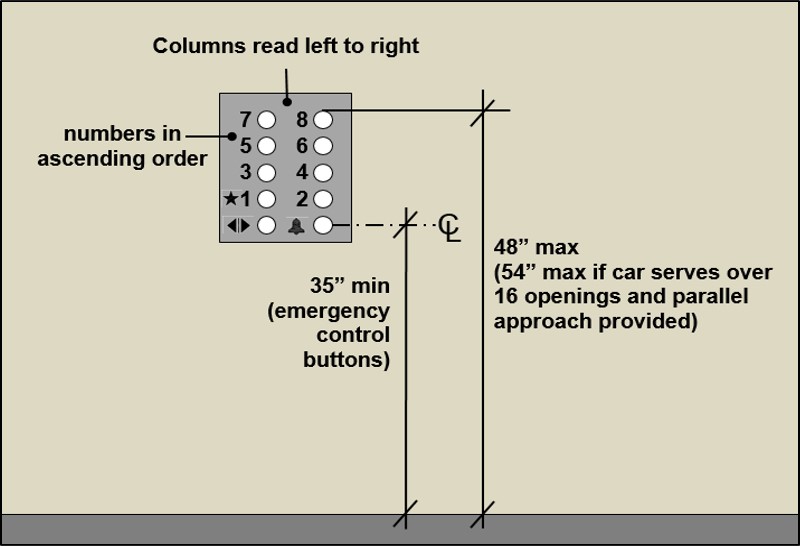 Columns read left to right
numbers in
ascending order
7 8
5 6
3 4
★1 2
℄
35” min
(emergency
control
buttons)
48” max
(54” max if car serves over
16 openings and parallel
approach provided)